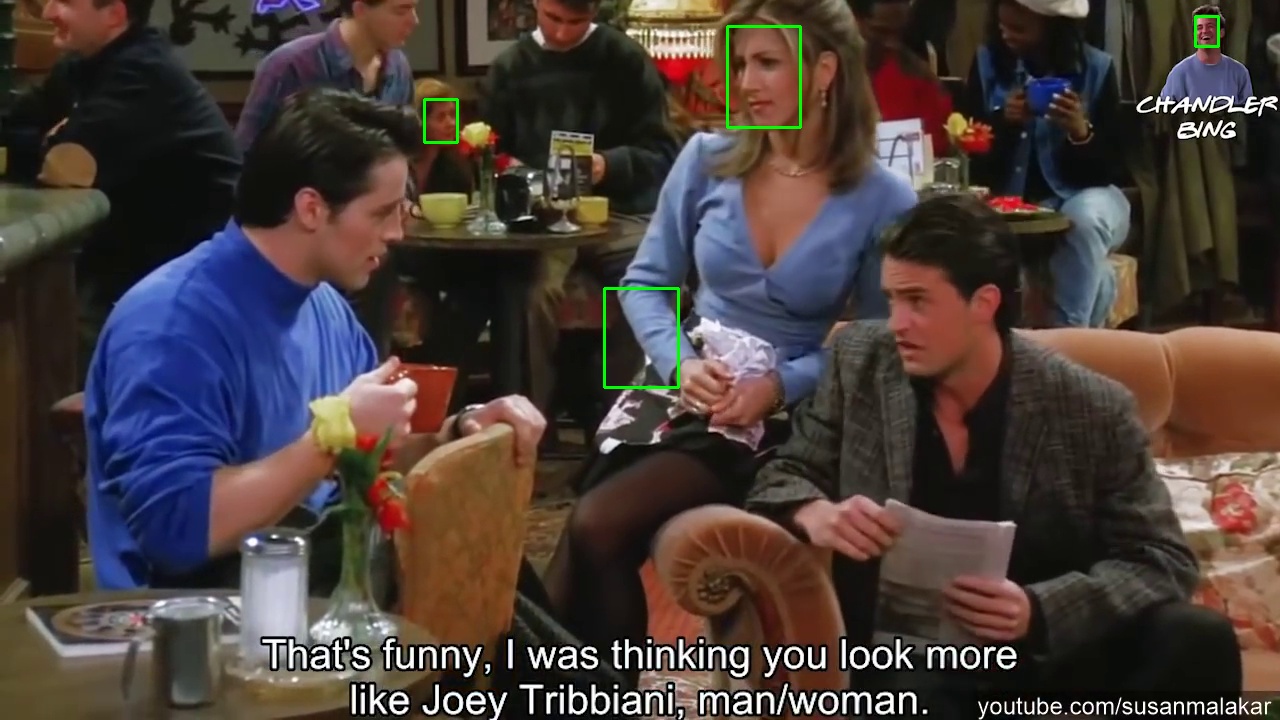 CHANDLER
BING
That's funny, I was thinking you look more
like Joey Tribbiani, man/woman.
youtube.com/susanmalakar